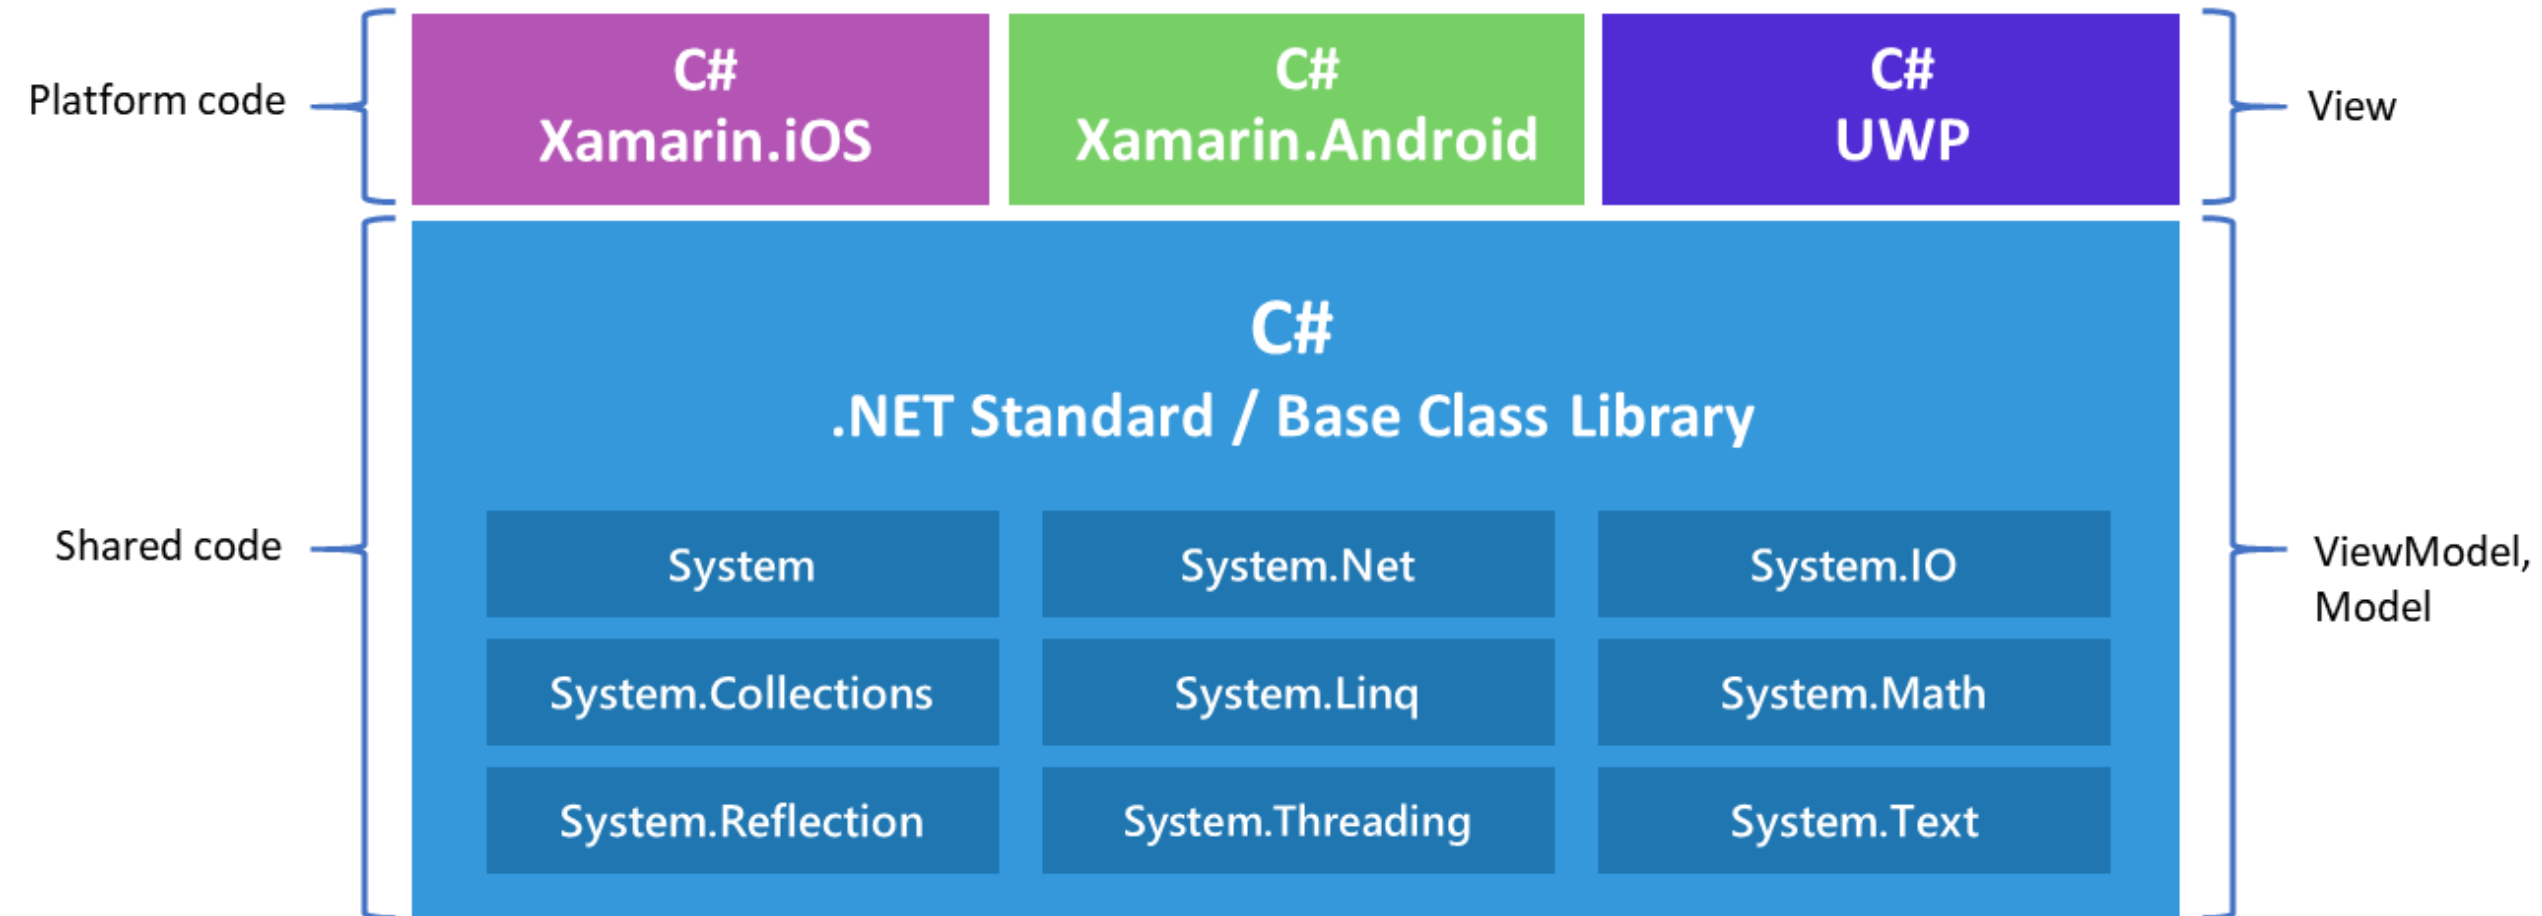 Platform code
C#
Xamarin.iOS
C#
Xamarin.Android
C#
UWP
View
Shared code
C#
.NET Standard / Base Class Library
System
System.Net
System.IO
System.Collections
System.Linq
System.Math
System.Reflection
System.Threading
System.Text
ViewModel,
Model